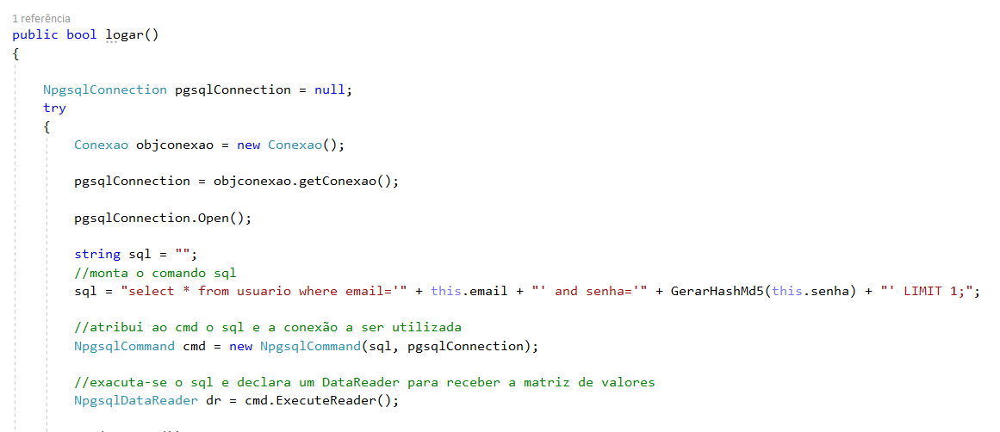 1 referência
public bool logar()
{
NpgsqlConnection pgsqlConnection = null;
try
{
Conexao objconexao = new Conexao();
pgsqlConnection = objconexao.getConexao();
pgsqlConnection.Open();
string sql = "";
//monta o comando sql
sql = "select * from usuario where email='" + this.email + "' and senha='" + GerarHashMd5(this.senha) + "' LIMIT 1;";
//atribui ao cmd o sql e a conexão a ser utilizada
NpgsqlCommand cmd = new NpgsqlCommand(sql, pgsqlConnection);
//exacuta-se o sql e declara um DataReader para receber a matriz de valores
NpgsqlDataReader dr = cmd.ExecuteReader();